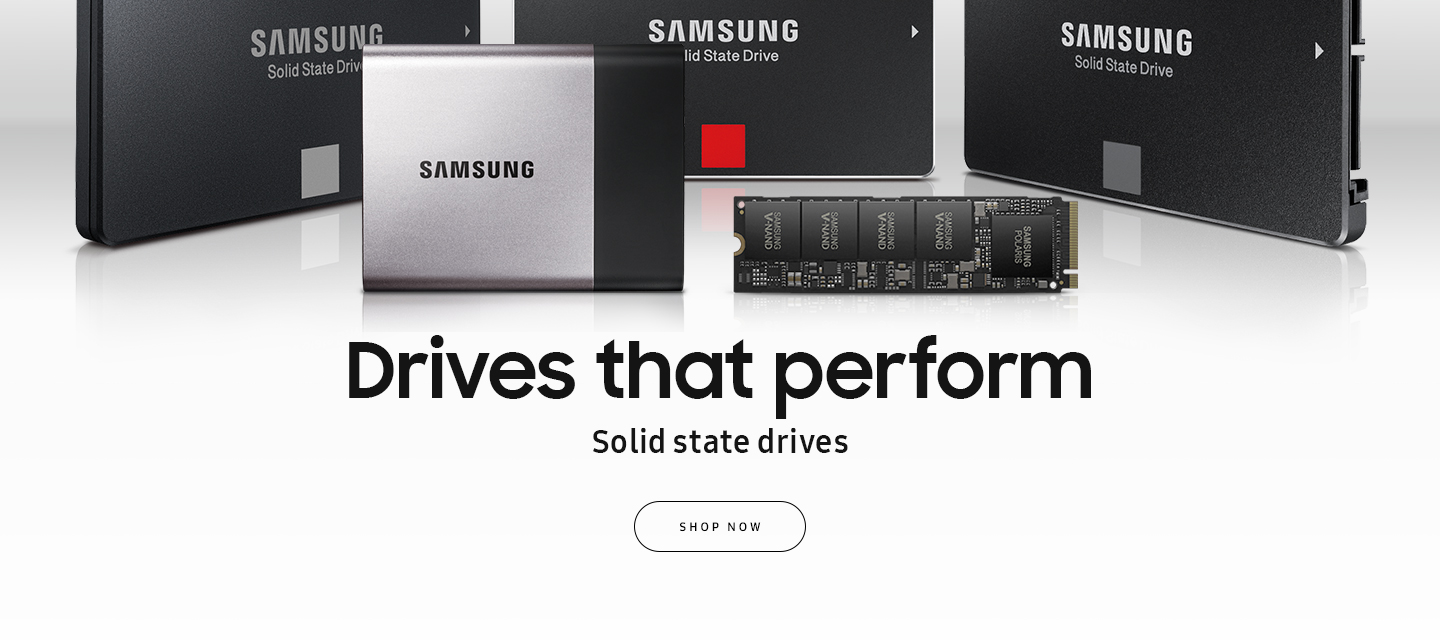 SAMSUNG
Solid State Drive
SAMSUNG
lid State Drive
SAMSUNG
Solid State Drive
SAMSUNG
SAMSUNG
V-NAND
SAMSUNG
V-NAND
SAMSUNG
V-NAND
SAMSUNG
V-NAND
SAMSUNG
POLARIS
Drives that perform
Solid state drives
SHOP NOW